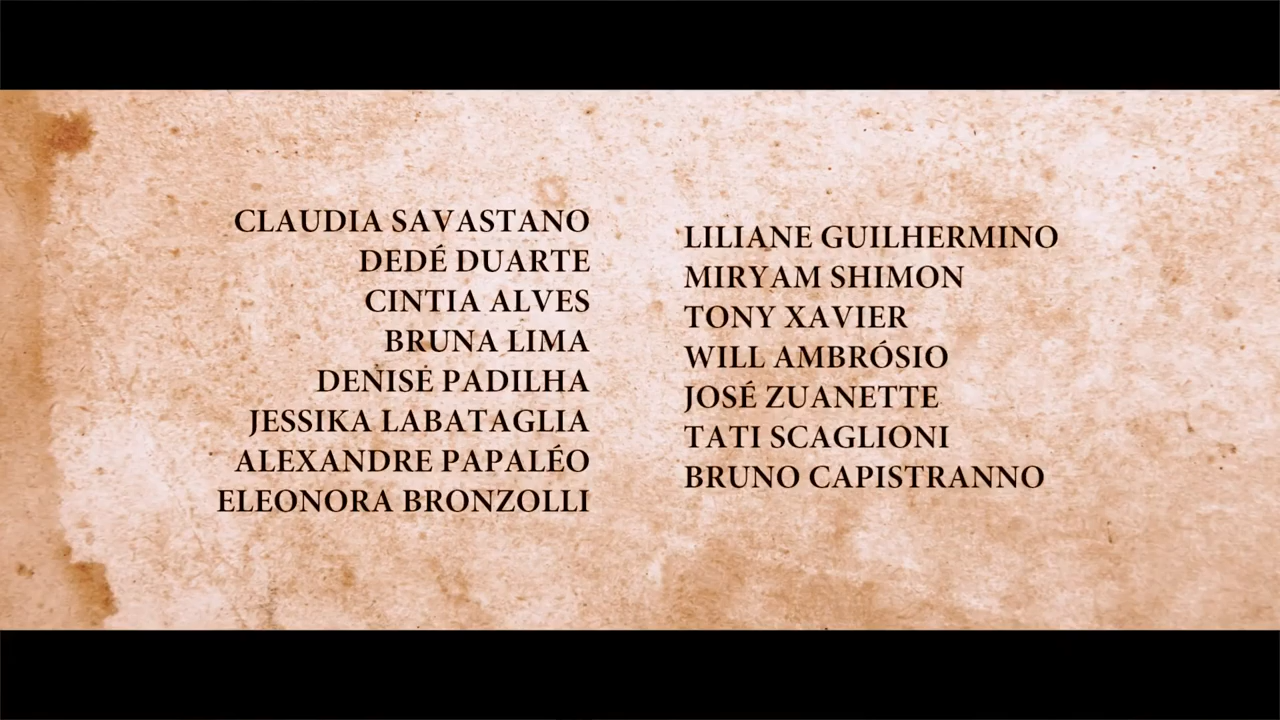 CLAUDIA SAVASTANO
DEDÉ DUARTE
CINTIA ALVES
BRUNA LIMA
DENISE PADILHA
JESSIKA LABATAGLIA
ALEXANDRE PAPALÉO
ELEONORA BRONZOLLI
LILIANE GUILHERMINO
MIRYAM SHIMON
TONY XAVIER
WILL AMBRÓSIO
JOSÉ ZUANETTE
TATI SCAGLIONI
BRUNO CAPISTRANNO